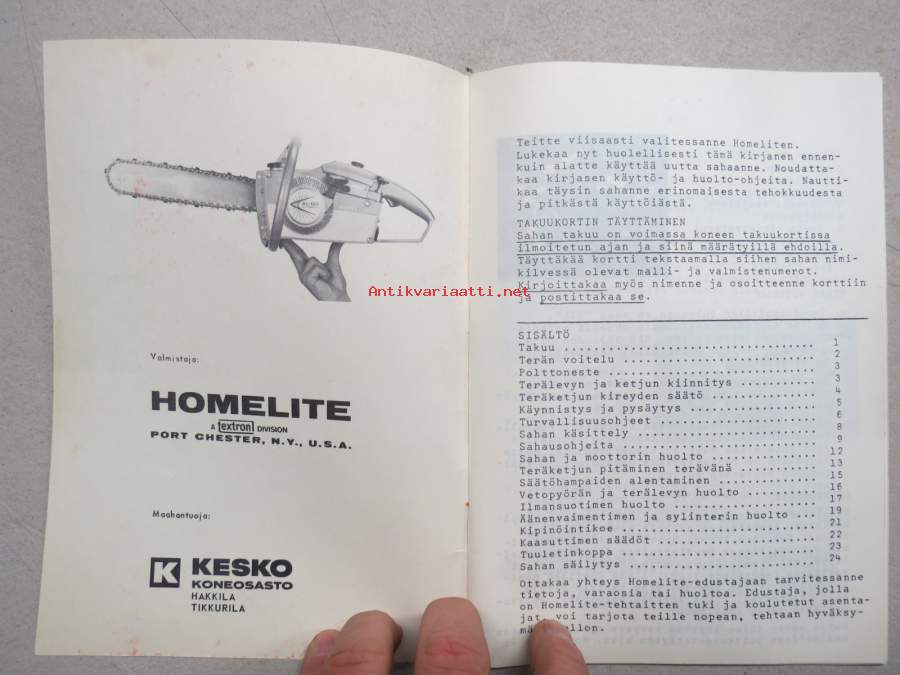 Valmistaja:
HOMELITE
A textron DIVISION
PORT CHESTER, N.Y., U.S.A.
Maahantuoja:
K KESKO
KONEOSASTO
HAKKILA
TIKKURILA
Antikvariaatti.net
Teitte viisaasti valitessanne Homeliten.
Lukekaa nyt huolellisesti tämä kirjanen ennen-
kuin alatte käyttää uutta sahaanne. Noudatta-
kaa kirjasen käyttö- ja huolto-ohjeita. Nautti-
kaa täysin sahanne erinomaisesta tehokkuudesta
ja pitkästä käyttöiästä.
TAKUUKORTIN TÄYTTÄMINEN
Sahan takuu on voimassa koneen takuukortissa
ilmoitetun ajan ja siinä määrätyillä ehdoilla.
Täyttäkää kortti tekstaamalla siihen sahan nimi-
kilvessä olevat malli- ja valmistenumerot.
Kirjoittakaa myös nimenne ja osoitteenne korttiin
ja postittakaa se.
SISÄLTÖ
Takuu ................................... 1
Terän voitelu ........................... 2
Polttoneste ............................. 3
Terälevyn ja ketjun kiinnitys ........... 3
Teräketjun kireyden säätö ............... 4
Käynnistys ja pysäytys .................. 5
Turvallisuusohjeet ...................... 6
Sahan käsittely ......................... 8
Sahausohjeita ........................... 9
Sahan ja moottorin huolto ............... 12
Teräketjun pitäminen terävänä ........... 13
Säätöhampaiden alentaminen .............. 15
Vetopyörän ja terälevyn huolto .......... 16
Ilmansuotimen huolto .................... 17
Äänenvaimentimen ja sylinterin huolto ... 19
Kipinöintikoe ........................... 21
Kaasuttimen säädöt ...................... 22
Tuuletinkoppa ........................... 23
Sahan säilytys .......................... 24
Ottakaa yhteys Homelite-edustajaan tarvitessanne
tietoja, varaosia tai huoltoa. Edustaja, jolla
on Homelite-tehtaitten tuki ja koulutetut asenta-
jat, voi tarjota teille nopean, tehtaan hyväksy-